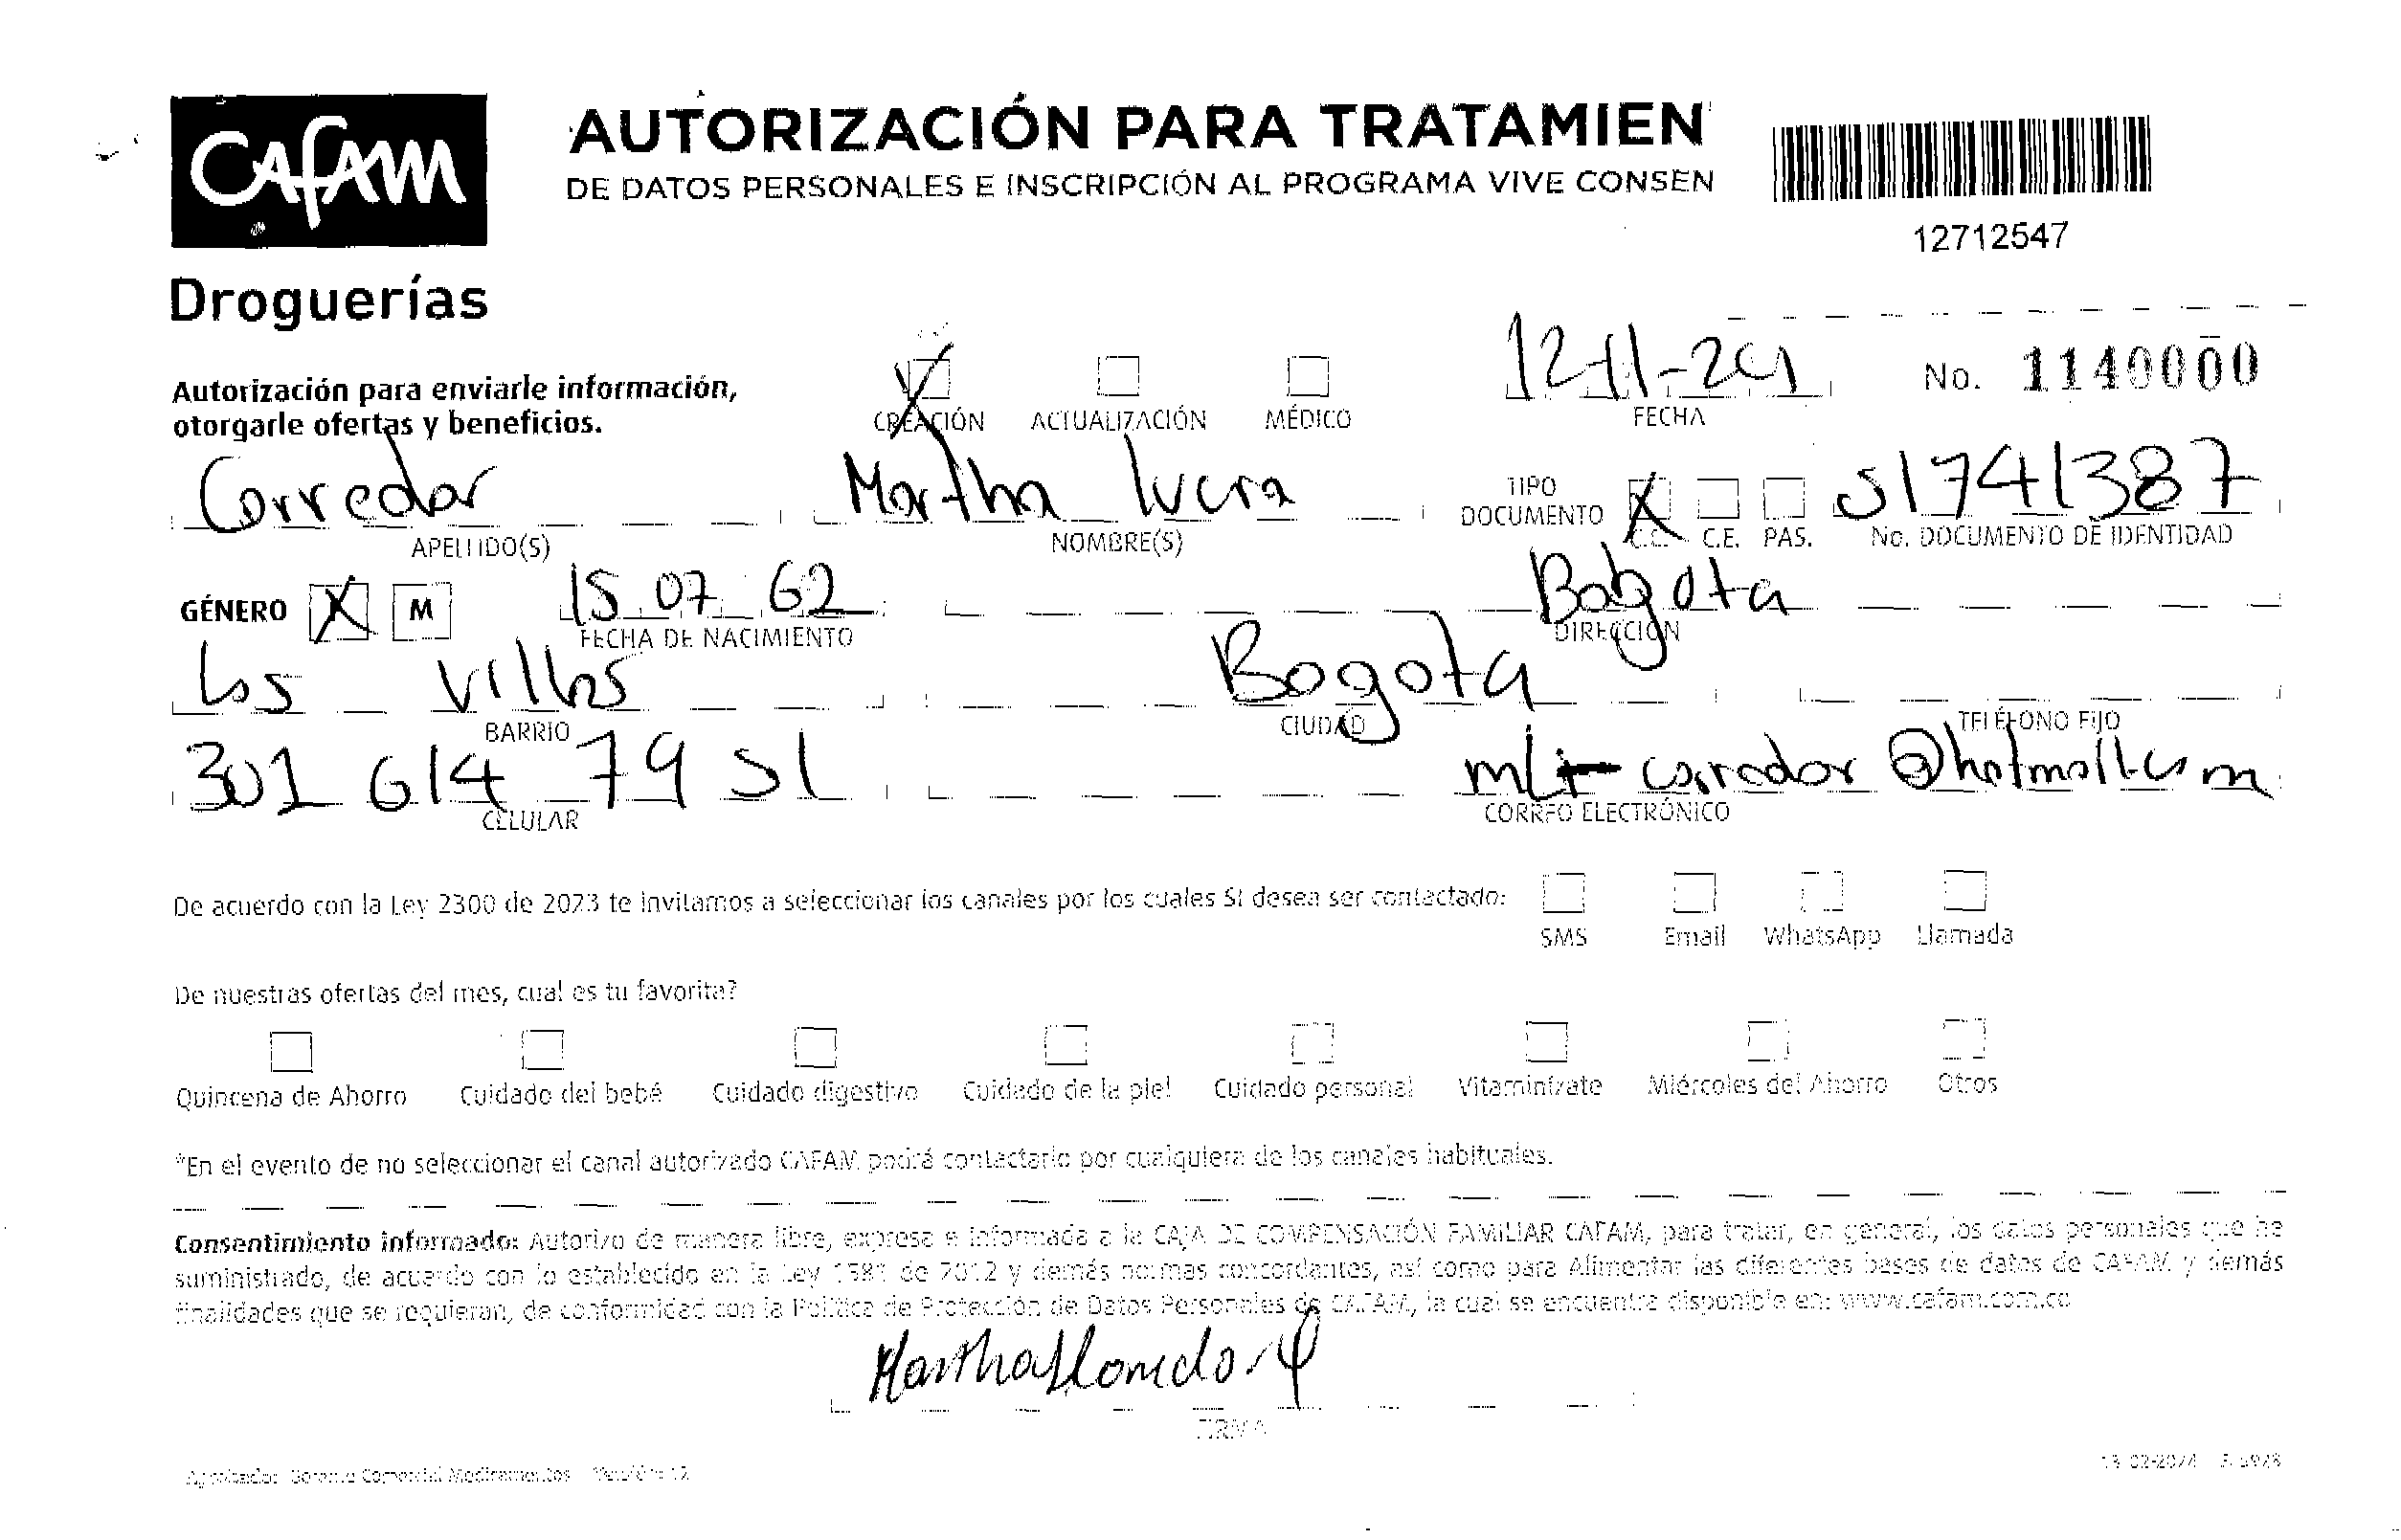 CAFAM
Droguerías
AUTORIZACIÓN PARA TRATAMIEN
DE DATOS PERSONALES E INSCRIPCIÓN AL PROGRAMA VIVE CONSEN
12712547
Autorización para enviarle información,
otorgarle ofertas y beneficios.
CREACIÓN ACTUALIZACIÓN MÉDICO
12-11-24
FECHA
No. 1140000
Corredor Martha Lucia
APELLIDO(S) NOMBRE(S)
TIPO
DOCUMENTO
C.C. C.E. PAS.
51741387
No. DOCUMENTO DE IDENTIDAD
GÉNERO X M 15 07 62 Bogota
FECHA DE NACIMIENTO DIRECCIÓN
Las Villas Bogota
BARRIO CIUDAD TELÉFONO FIJO
301 614 79 51 corredor @hotmail.com
CELULAR CORREO ELECTRÓNICO
De acuerdo con la Ley 2300 de 2023 te invitamos a seleccionar los canales por los cuales SI desea ser contactado:
SMS Email WhatsApp Llamada
De nuestras ofertas del mes, cual es tu favorita?
Quincena de Ahorro Cuidado del bebé Cuidado digestivo Cuidado de la piel Cuidado personal Vitamínizate Miércoles del Ahorro Otros
*En el evento de no seleccionar el canal autorizado CAFAM podrá contactarlo por cualquiera de los canales habituales.
Consentimiento informado: Autorizo de manera libre, expresa e informada a la CAJA DE COMPENSACIÓN FAMILIAR CAFAM, para tratar, en general, los datos personales que he
suministrado, de acuerdo con lo establecido en la Ley 1581 de 2012 y demás normas concordantes, así como para Alimentar las diferentes bases de datos de CAFAM y demás
finalidades que se requieran, de conformidad con la Política de Protección de Datos Personales de CAFAM, la cual se encuentra disponible en: www.cafam.com.co
FIRMA
Gerencia Comercial Medicamentos Versión: 12